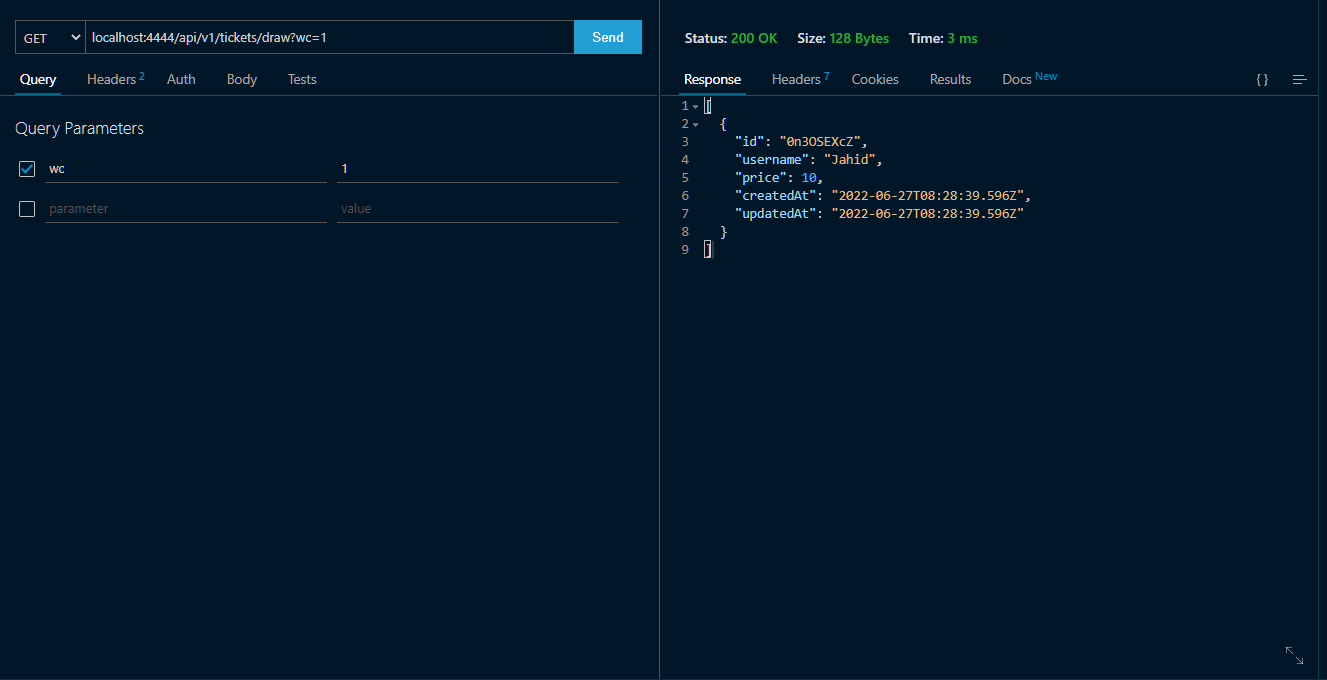 GET localhost:4444/api/v1/tickets/draw?wc=1 Send
Query Headers 2 Auth Body Tests
Query Parameters
wc 1
parameter value
Status: 200 OK Size: 128 Bytes Time: 3 ms
Response Headers 7 Cookies Results Docs New { }
1 [
2 {
3 "id": "0n3OSEXcZ",
4 "username": "Jahid",
5 "price": 10,
6 "createdAt": "2022-06-27T08:28:39.596Z",
7 "updatedAt": "2022-06-27T08:28:39.596Z"
8 }
9 ]